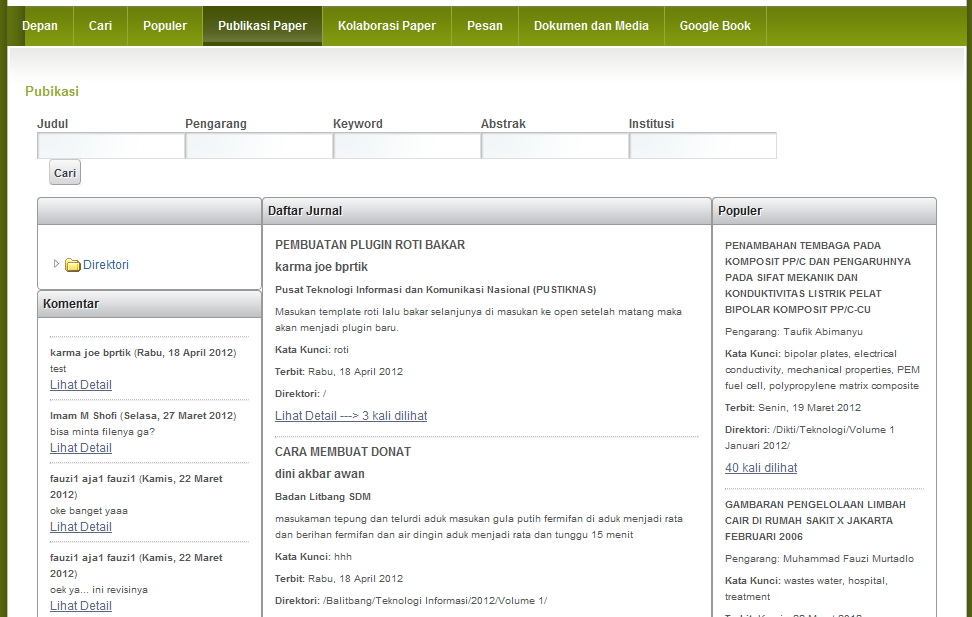 Depan Cari Populer Publikasi Paper Kolaborasi Paper Pesan Dokumen dan Media Google Book
Pubikasi
Judul Pengarang Keyword Abstrak Institusi
Cari
Direktori
Komentar
karma joe bprtik (Rabu, 18 April 2012)
test
Lihat Detail
Imam M Shofi (Selasa, 27 Maret 2012)
bisa minta filenya ga?
Lihat Detail
fauzi1 aja1 fauzi1 (Kamis, 22 Maret
2012)
oke banget yaaa
Lihat Detail
fauzi1 aja1 fauzi1 (Kamis, 22 Maret
2012)
oek ya... ini revisinya
Lihat Detail
Daftar Jurnal
PEMBUATAN PLUGIN ROTI BAKAR
karma joe bprtik
Pusat Teknologi Informasi dan Komunikasi Nasional (PUSTIKNAS)
Masukan template roti lalu bakar selanjunya di masukan ke open setelah matang maka
akan menjadi plugin baru.
Kata Kunci: roti
Terbit: Rabu, 18 April 2012
Direktori: /
Lihat Detail ---> 3 kali dilihat
CARA MEMBUAT DONAT
dini akbar awan
Badan Litbang SDM
masukaman tepung dan telurdi aduk masukan gula putih fermifan di aduk menjadi rata
dan berihan fermifan dan air dingin aduk menjadi rata dan tunggu 15 menit
Kata Kunci: hhh
Terbit: Rabu, 18 April 2012
Direktori: /Balitbang/Teknologi Informasi/2012/Volume 1/
Populer
PENAMBAHAN TEMBAGA PADA
KOMPOSIT PP/C DAN PENGARUHNYA
PADA SIFAT MEKANIK DAN
KONDUKTIVITAS LISTRIK PELAT
BIPOLAR KOMPOSIT PP/C-CU
Pengarang: Taufik Abimanyu
Kata Kunci: bipolar plates, electrical
conductivity, mechanical properties, PEM
fuel cell, polypropylene matrix composite
Terbit: Senin, 19 Maret 2012
Direktori: /Dikti/Teknologi/Volume 1
Januari 2012/
40 kali dilihat
GAMBARAN PENGELOLAAN LIMBAH
CAIR DI RUMAH SAKIT X JAKARTA
FEBRUARI 2006
Pengarang: Muhammad Fauzi Murtadlo
Kata Kunci: wastes water, hospital,
treatment